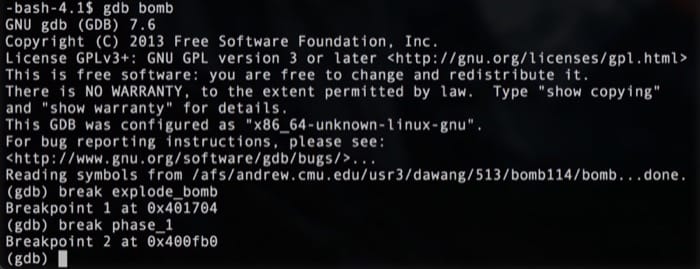 -bash-4.1$ gdb bomb
GNU gdb (GDB) 7.6
Copyright (C) 2013 Free Software Foundation, Inc.
License GPLv3+: GNU GPL version 3 or later <http://gnu.org/licenses/gpl.html>
This is free software: you are free to change and redistribute it.
There is NO WARRANTY, to the extent permitted by law.  Type "show copying"
and "show warranty" for details.
This GDB was configured as "x86_64-unknown-linux-gnu".
For bug reporting instructions, please see:
<http://www.gnu.org/software/gdb/bugs/>...
Reading symbols from /afs/andrew.cmu.edu/usr3/dawang/513/bomb114/bomb...done.
(gdb) break explode_bomb
Breakpoint 1 at 0x401704
(gdb) break phase_1
Breakpoint 2 at 0x400fb0
(gdb)